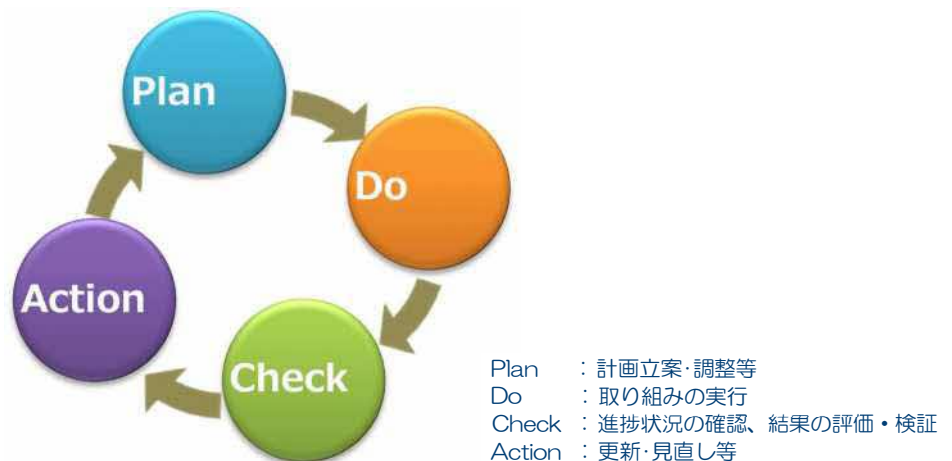 Plan
Do
Action
Check
Plan : 計画立案・調整等
Do : 取り組みの実行
Check : 進捗状況の確認、結果の評価・検証
Action : 更新・見直し等